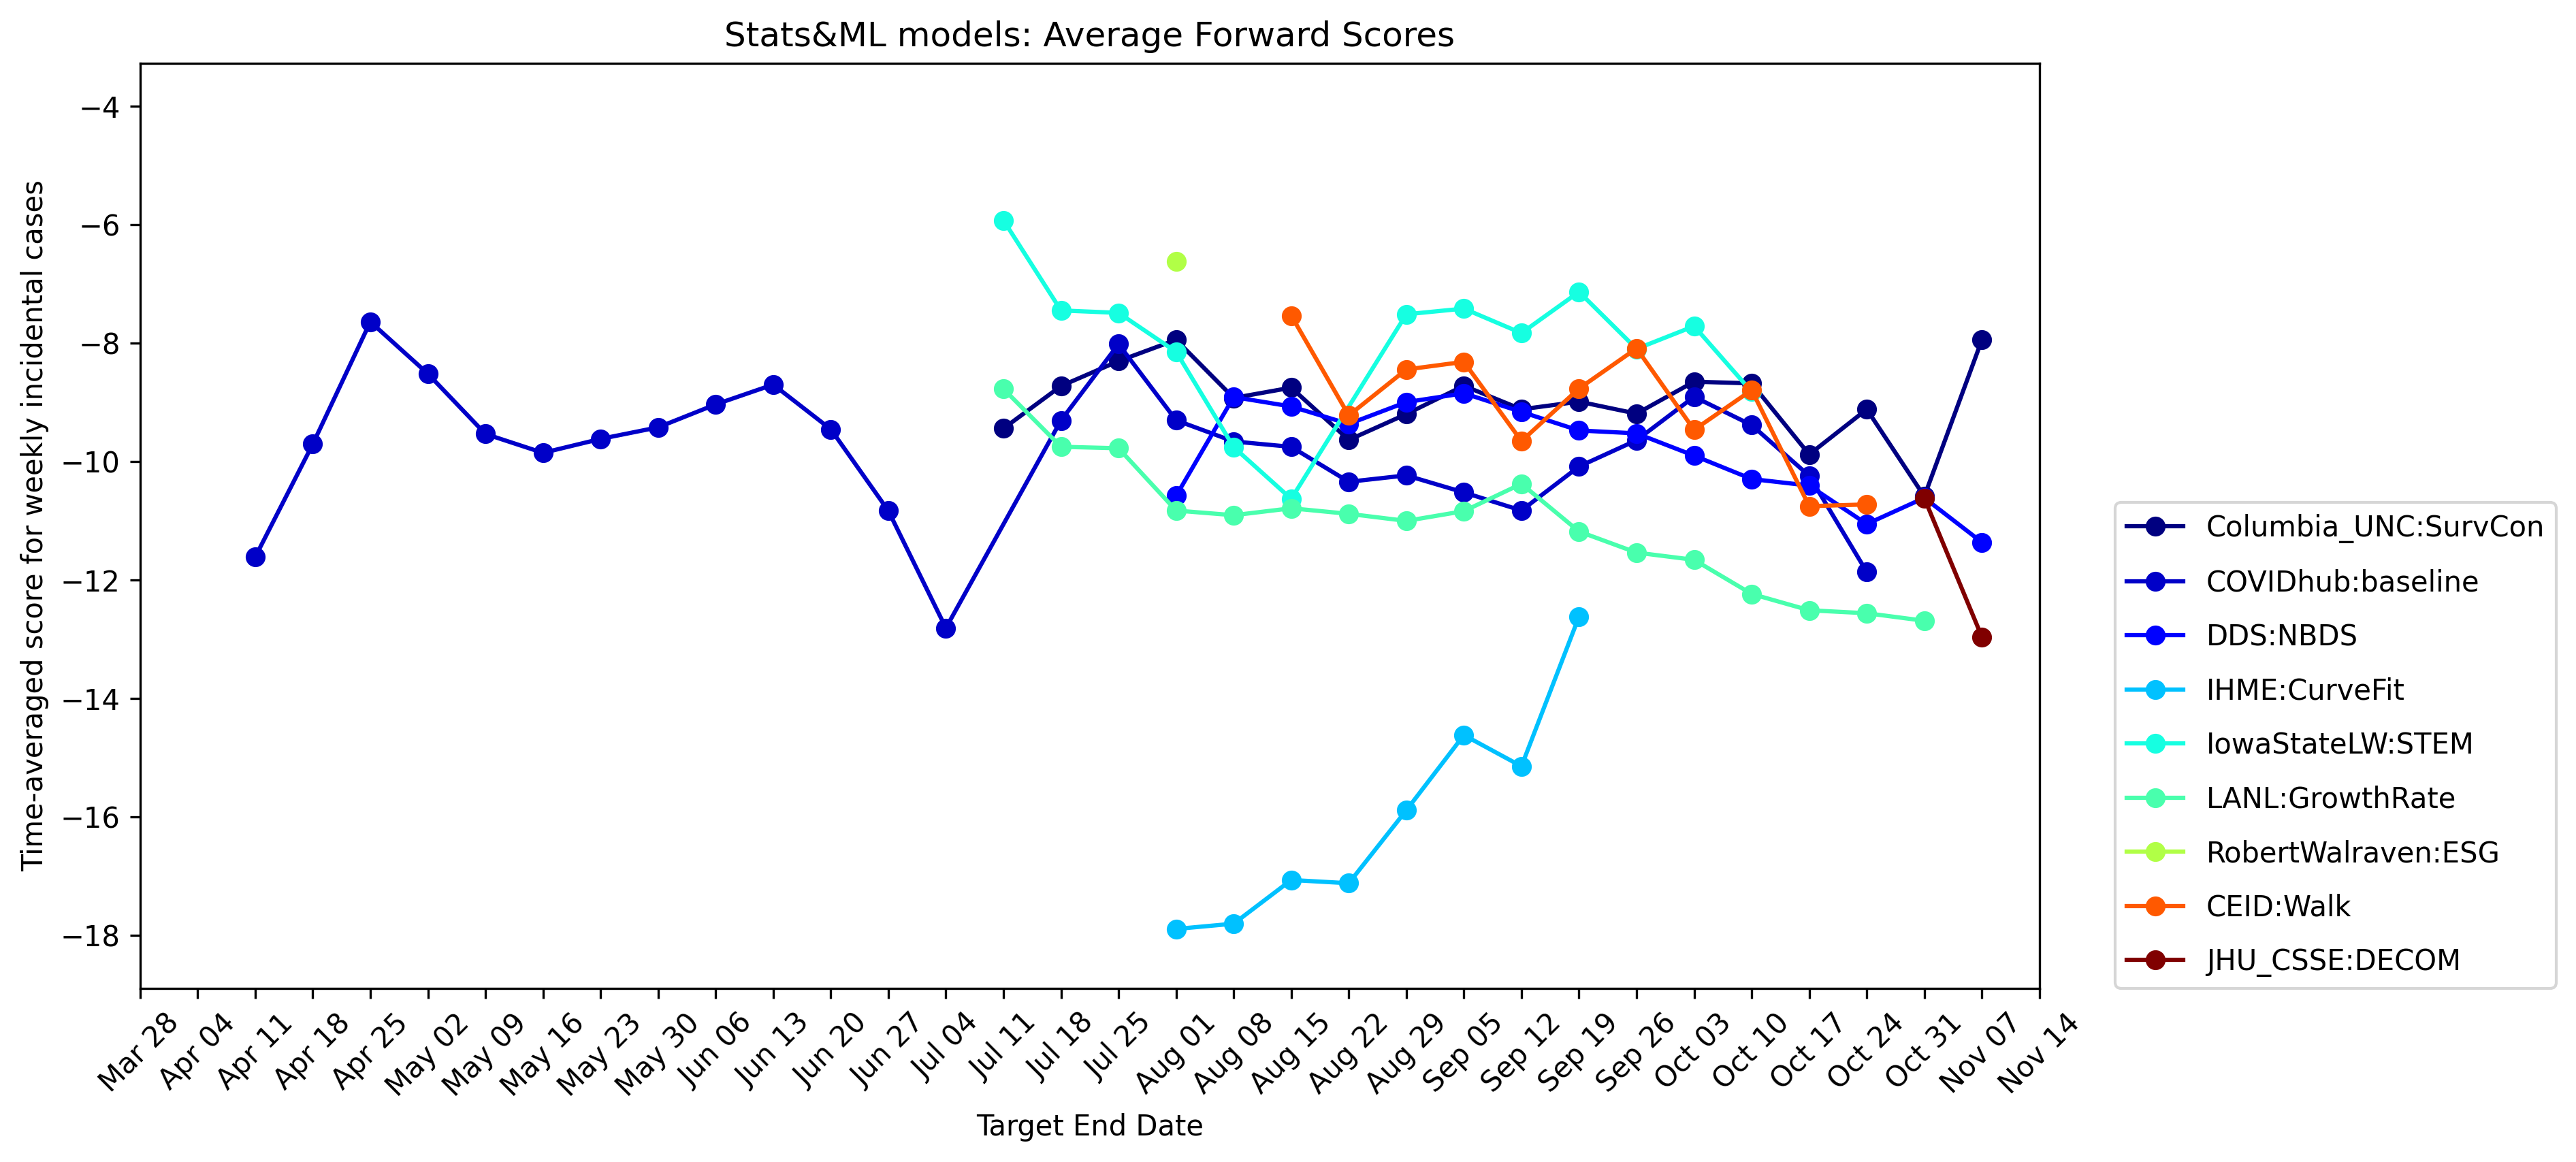 Stats&ML models: Average Forward Scores
Time-averaged score for weekly incidental cases
−4
−6
−8
−10
−12
−14
−16
−18
Mar 28
Apr 04
Apr 11
Apr 18
Apr 25
May 02
May 09
May 16
May 23
May 30
Jun 06
Jun 13
Jun 20
Jun 27
Jul 04
Jul 11
Jul 18
Jul 25
Aug 01
Aug 08
Aug 15
Aug 22
Aug 29
Sep 05
Sep 12
Sep 19
Sep 26
Oct 03
Oct 10
Oct 17
Oct 24
Oct 31
Nov 07
Nov 14
Target End Date
Columbia_UNC:SurvCon
COVIDhub:baseline
DDS:NBDS
IHME:CurveFit
IowaStateLW:STEM
LANL:GrowthRate
RobertWalraven:ESG
CEID:Walk
JHU_CSSE:DECOM